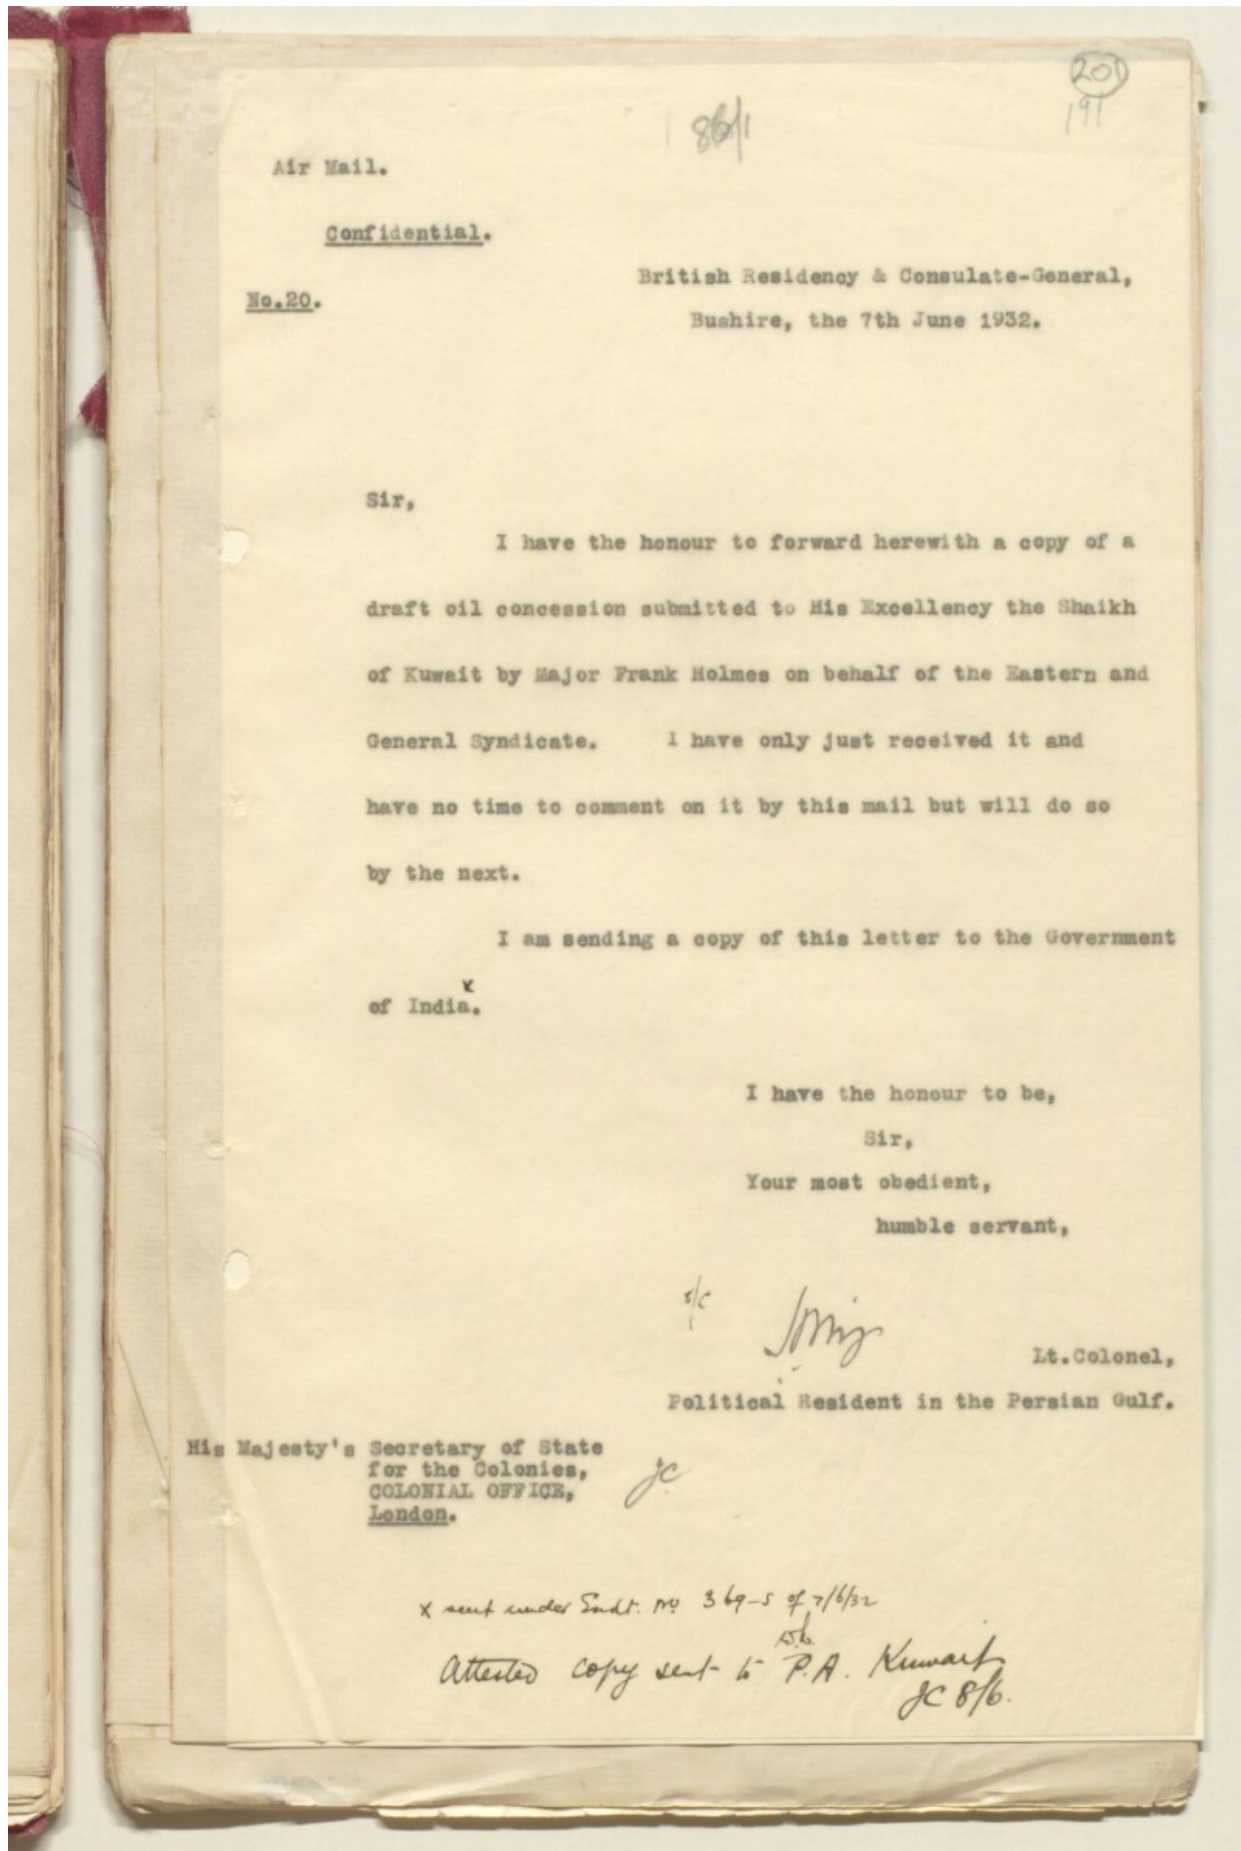 201
191
86/1
Air Mail.
Confidential.
British Residency & Consulate-General,
No.20.
Bushire, the 7th June 1932.
Sir,
I have the honour to forward herewith a copy of a
draft oil concession submitted to His Excellency the Shaikh
of Kuwait by Major Frank Holmes on behalf of the Eastern and
General Syndicate. I have only just received it and
have no time to comment on it by this mail but will do so
by the next.
I am sending a copy of this letter to the Government
x
of India.
I have the honour to be,
Sir,
Your most obedient,
humble servant,
s/c
Lt.Colonel,
Political Resident in the Persian Gulf.
His Majesty's Secretary of State
for the Colonies,
COLONIAL OFFICE,
London.
JC
x sent under Endt. No 369-S of 7/6/32
Attested copy sent to P.A. Kuwait
JC 8/6.